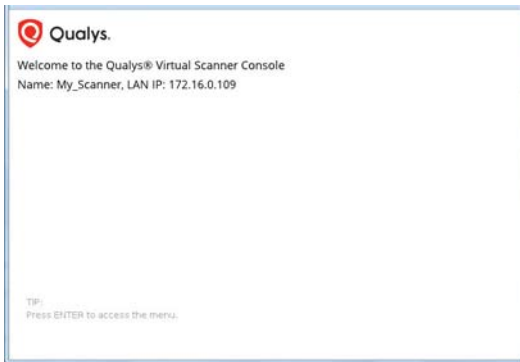 Qualys.
Welcome to the Qualys® Virtual Scanner Console
Name: My_Scanner, LAN IP: 172.16.0.109
TIP:
Press ENTER to access the menu.